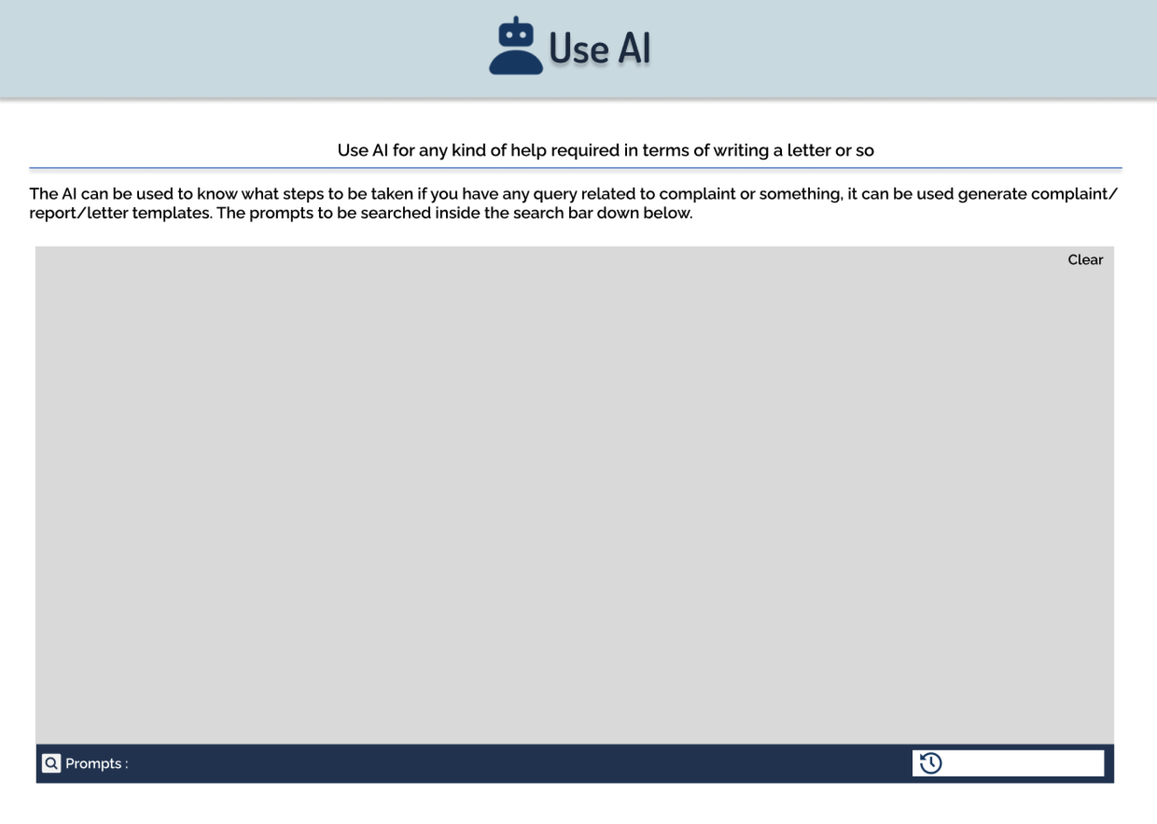 Use AI
Use AI for any kind of help required in terms of writing a letter or so
The AI can be used to know what steps to be taken if you have any query related to complaint or something, it can be used generate complaint/
report/letter templates. The prompts to be searched inside the search bar down below.
Clear
Prompts :